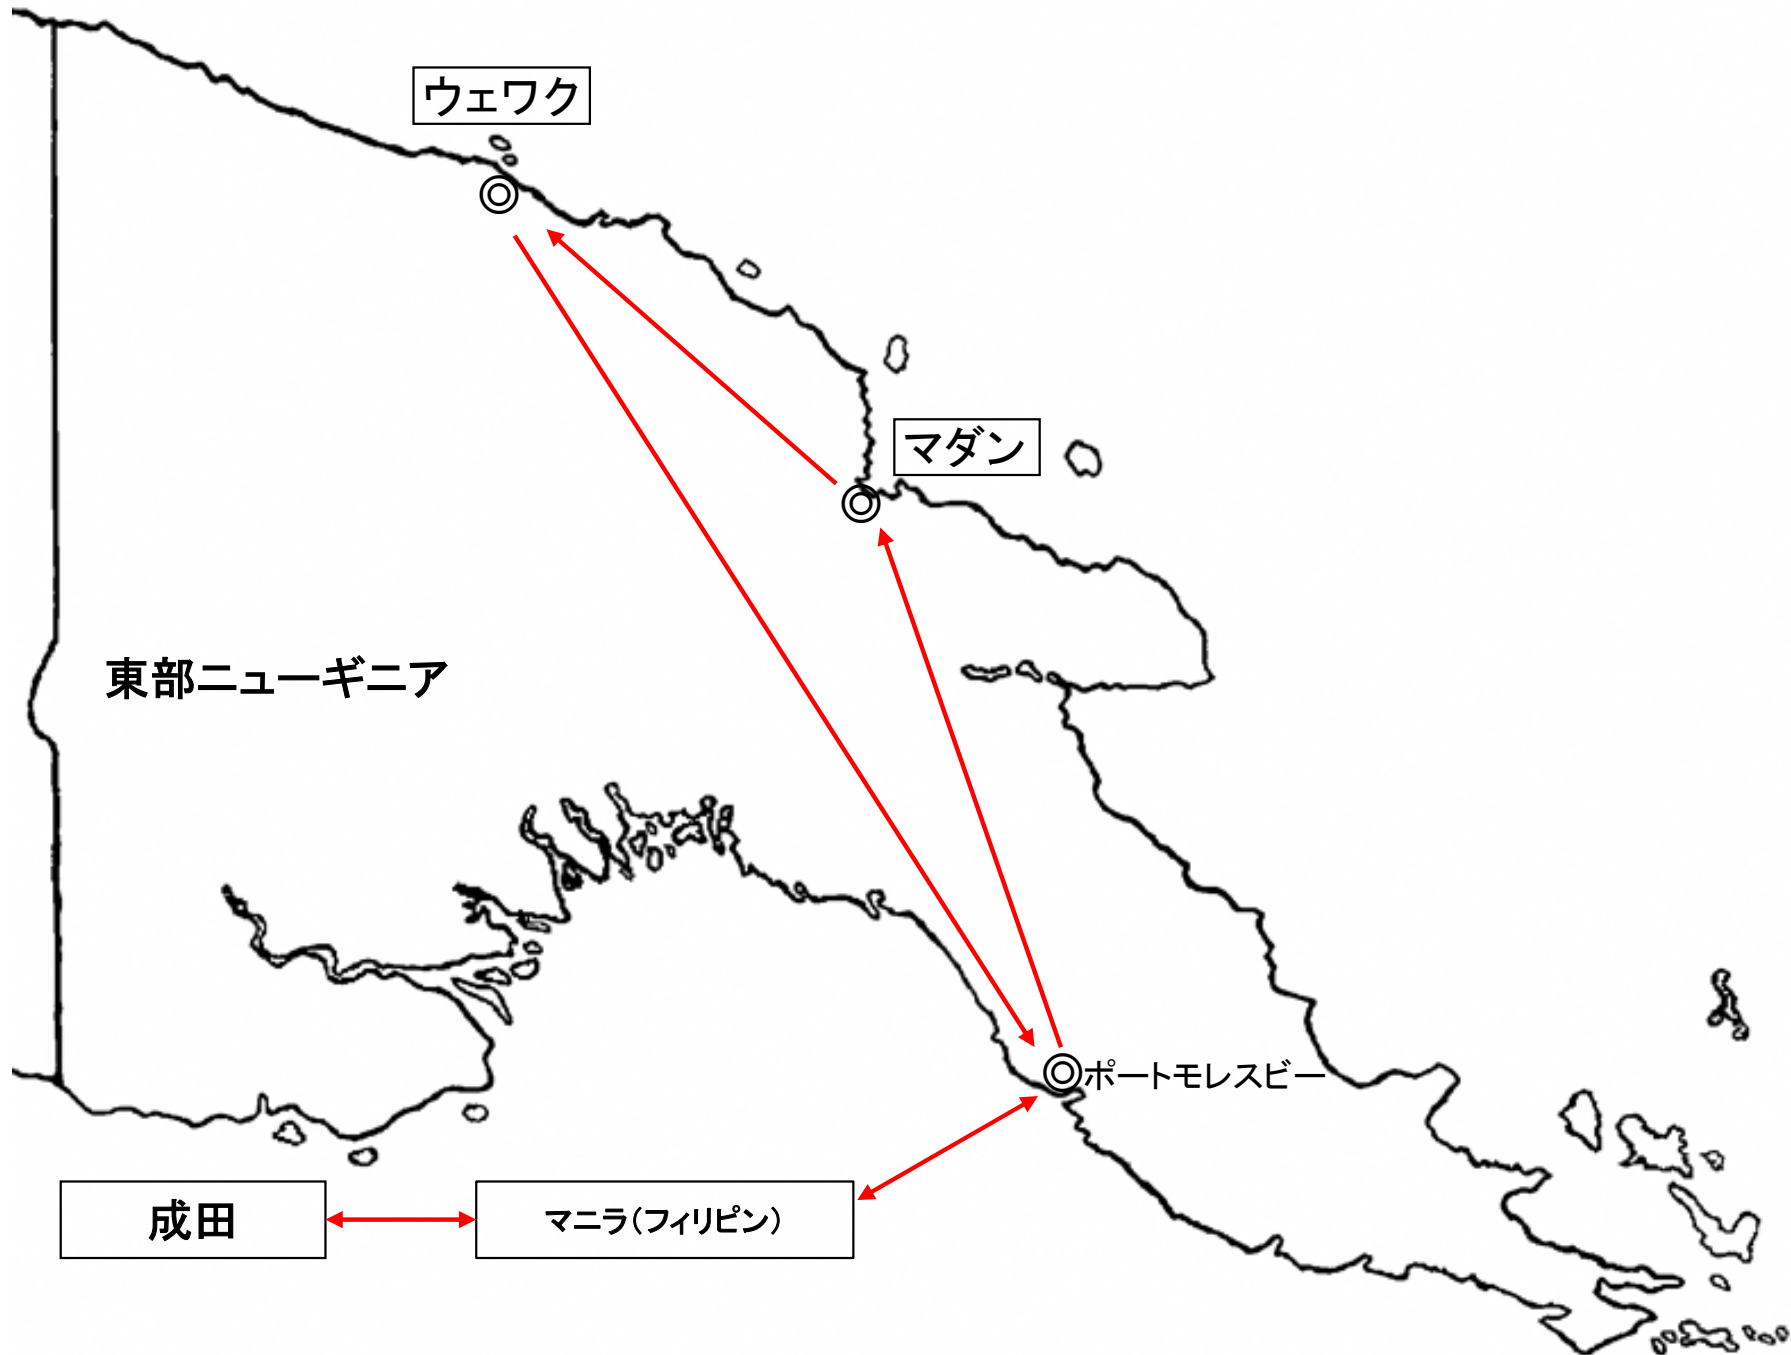 ウェワク
マダン
東部ニューギニア
ポートモレスビー
成田
マニラ(フィリピン)